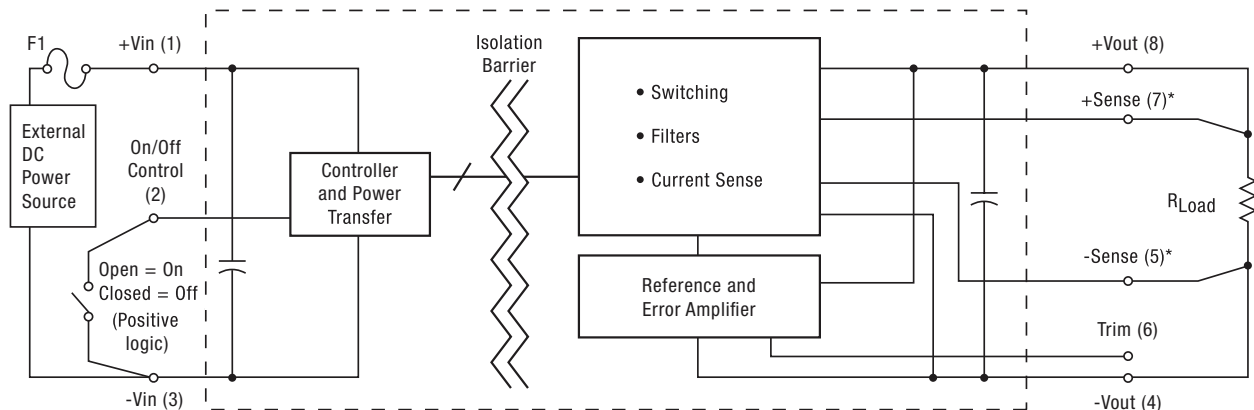 F1
+Vin (1)
External
DC
Power
Source
On/Off
Control
(2)
Open = On
Closed = Off
(Positive
logic)
-Vin (3)
Controller
and Power
Transfer
Isolation
Barrier
• Switching
• Filters
• Current Sense
Reference and
Error Amplifier
+Vout (8)
+Sense (7)*
RLoad
-Sense (5)*
Trim (6)
-Vout (4)